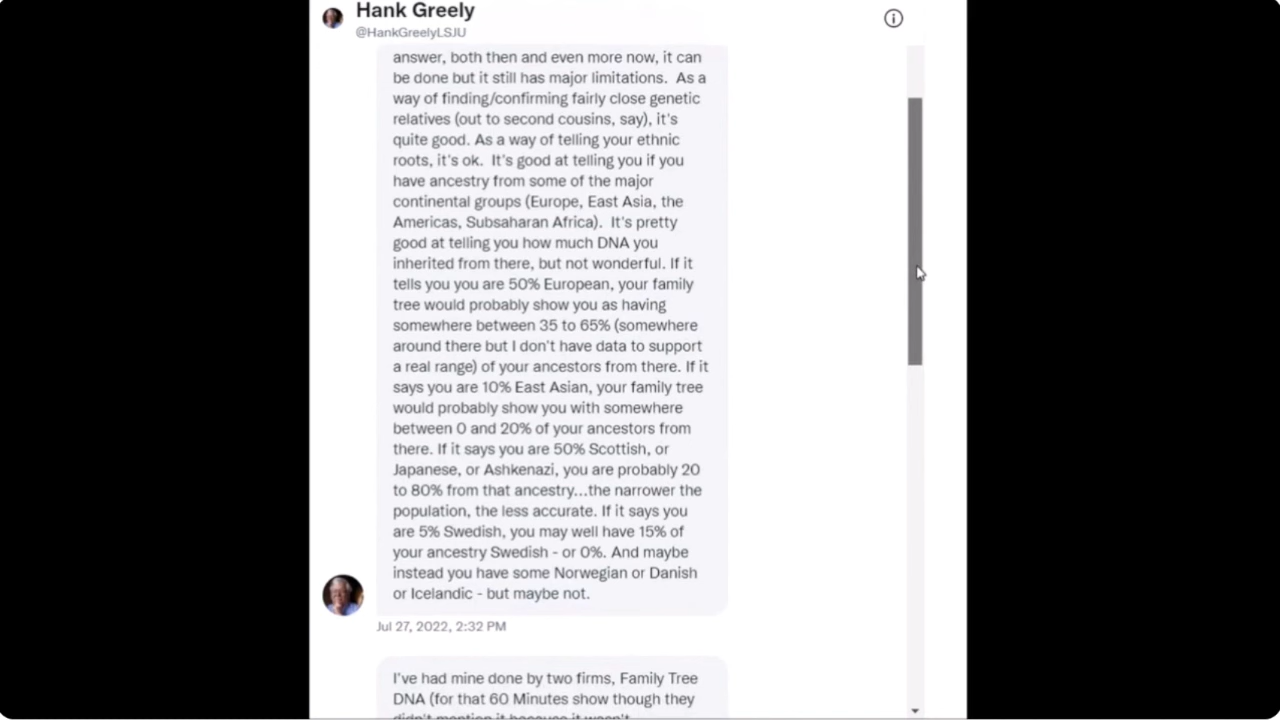 Hank Greely
@HankGreelyLSJU
answer, both then and even more now, it can
be done but it still has major limitations.  As a
way of finding/confirming fairly close genetic
relatives (out to second cousins, say), it's
quite good. As a way of telling your ethnic
roots, it's ok.  It's good at telling you if you
have ancestry from some of the major
continental groups (Europe, East Asia, the
Americas, Subsaharan Africa).  It's pretty
good at telling you how much DNA you
inherited from there, but not wonderful. If it
tells you you are 50% European, your family
tree would probably show you as having
somewhere between 35 to 65% (somewhere
around there but I don't have data to support
a real range) of your ancestors from there. If it
says you are 10% East Asian, your family tree
would probably show you with somewhere
between 0 and 20% of your ancestors from
there. If it says you are 50% Scottish, or
Japanese, or Ashkenazi, you are probably 20
to 80% from that ancestry...the narrower the
population, the less accurate. If it says you
are 5% Swedish, you may well have 15% of
your ancestry Swedish - or 0%. And maybe
instead you have some Norwegian or Danish
or Icelandic - but maybe not.
Jul 27, 2022, 2:32 PM
I've had mine done by two firms, Family Tree
DNA (for that 60 Minutes show though they
didn't mention it because it wasn't